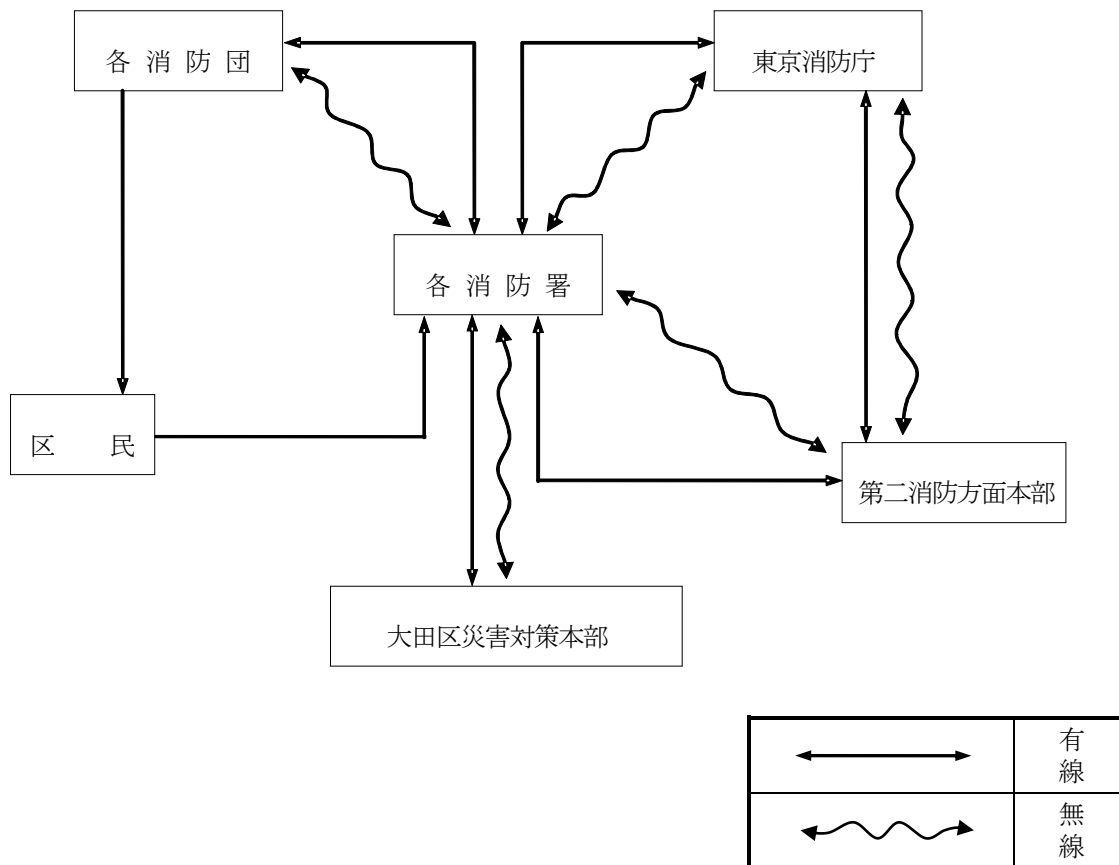 各消防団
東京消防庁
各消防署
区民
第二消防方面本部
大田区災害対策本部
有線
無線